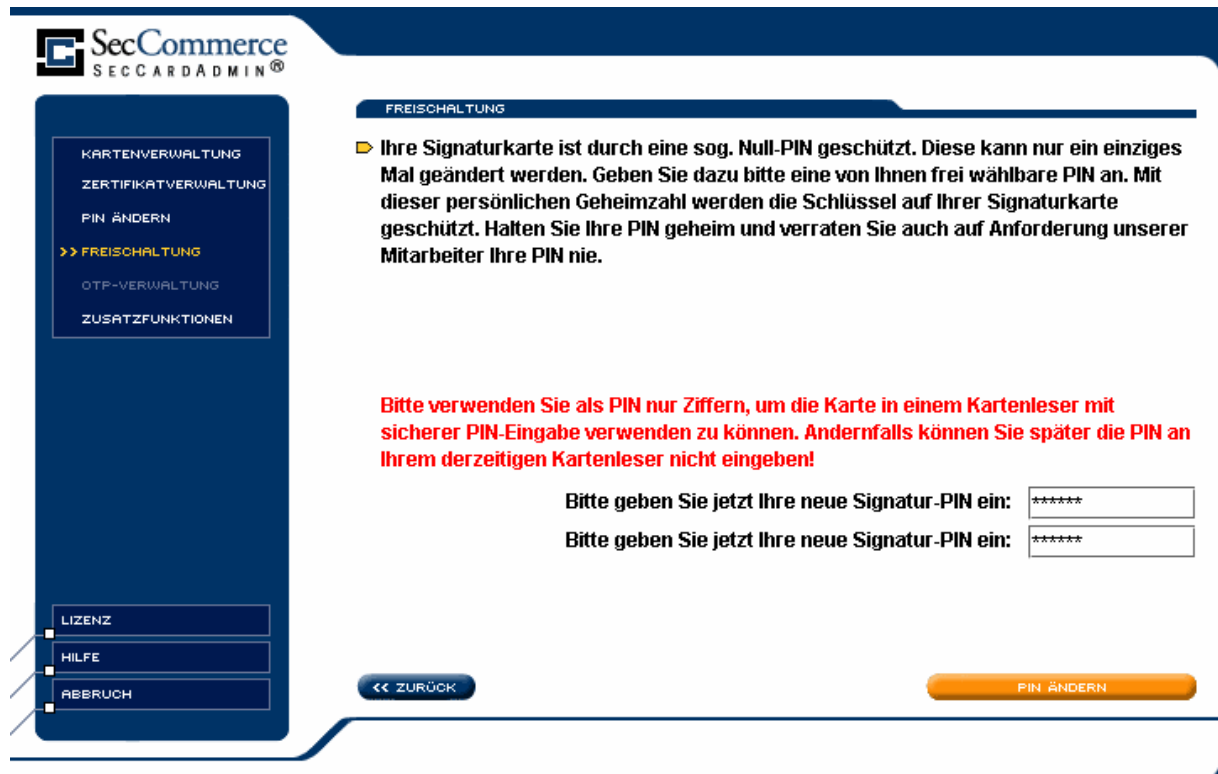 SecCommerce
SECCARDADMIN®
KARTENVERWALTUNG
ZERTIFIKATVERWALTUNG
PIN ÄNDERN
>> FREISCHALTUNG
OTP-VERWALTUNG
ZUSATZFUNKTIONEN
LIZENZ
HILFE
ABBRUCH
FREISCHALTUNG
Ihre Signaturkarte ist durch eine sog. Null-PIN geschützt. Diese kann nur ein einziges
Mal geändert werden. Geben Sie dazu bitte eine von Ihnen frei wählbare PIN an. Mit
dieser persönlichen Geheimzahl werden die Schlüssel auf Ihrer Signaturkarte
geschützt. Halten Sie Ihre PIN geheim und verraten Sie auch auf Anforderung unserer
Mitarbeiter Ihre PIN nie.
Bitte verwenden Sie als PIN nur Ziffern, um die Karte in einem Kartenleser mit
sicherer PIN-Eingabe verwenden zu können. Andernfalls können Sie später die PIN an
Ihrem derzeitigen Kartenleser nicht eingeben!
Bitte geben Sie jetzt Ihre neue Signatur-PIN ein: ******
Bitte geben Sie jetzt Ihre neue Signatur-PIN ein: ******
<< ZURÜCK
PIN ÄNDERN